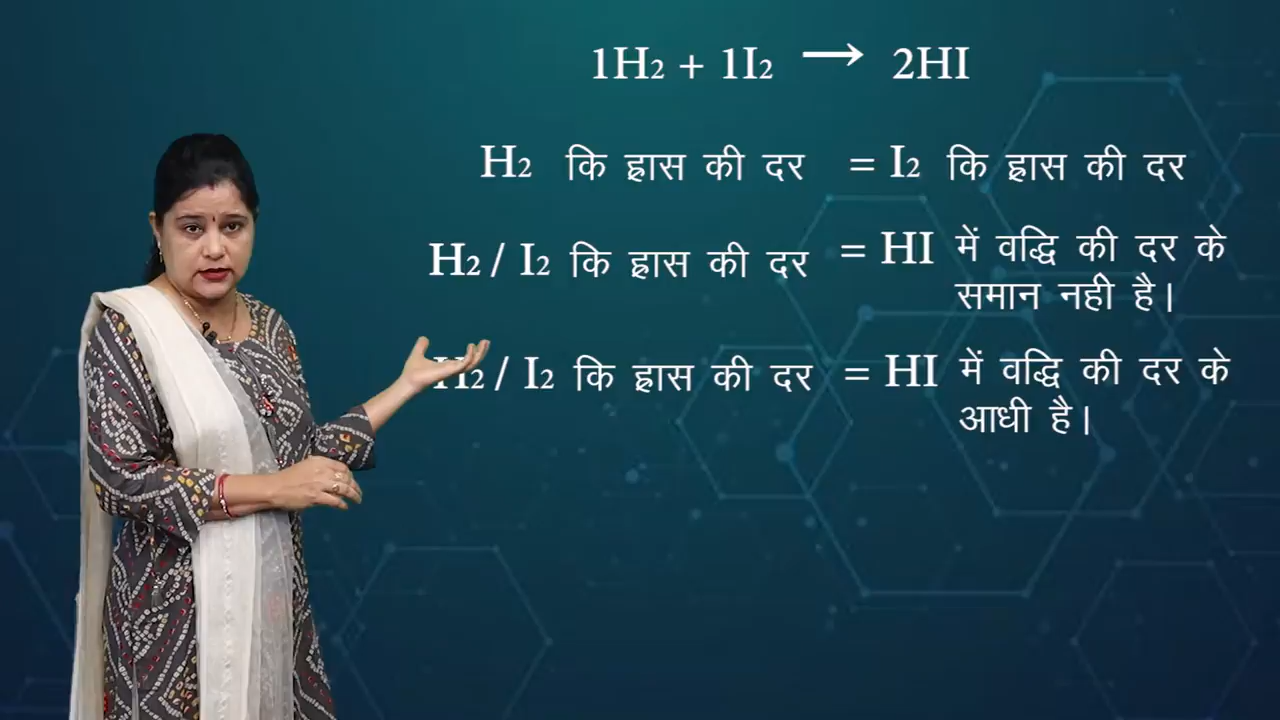 1H₂ + 1I₂ → 2HI
H₂ कि ह्रास की दर = I₂ कि ह्रास की दर
H₂ / I₂ कि ह्रास की दर = HI में वद्धि की दर के
समान नही है।
H₂ / I₂ कि ह्रास की दर = HI में वद्धि की दर के
आधी है।